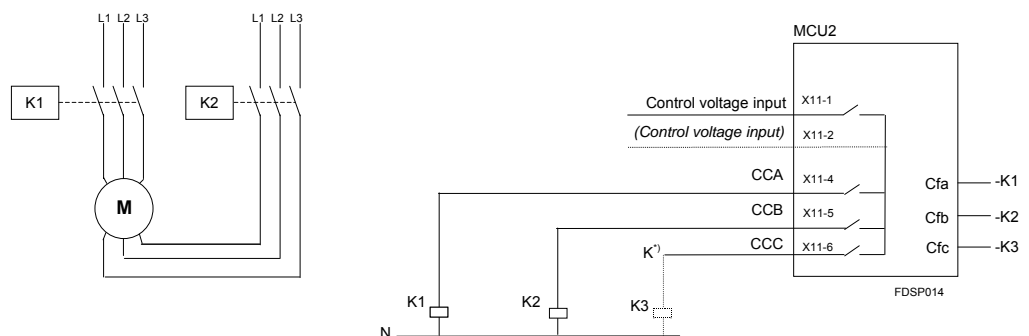 L1 L2 L3
L1 L2 L3
K1
K2
M
MCU2
Control voltage input X11-1
(Control voltage input) X11-2
CCA X11-4
Cfa -K1
CCB X11-5
Cfb -K2
CCC X11-6
Cfc -K3
K*)
FDSP014
K1
K2
K3
N